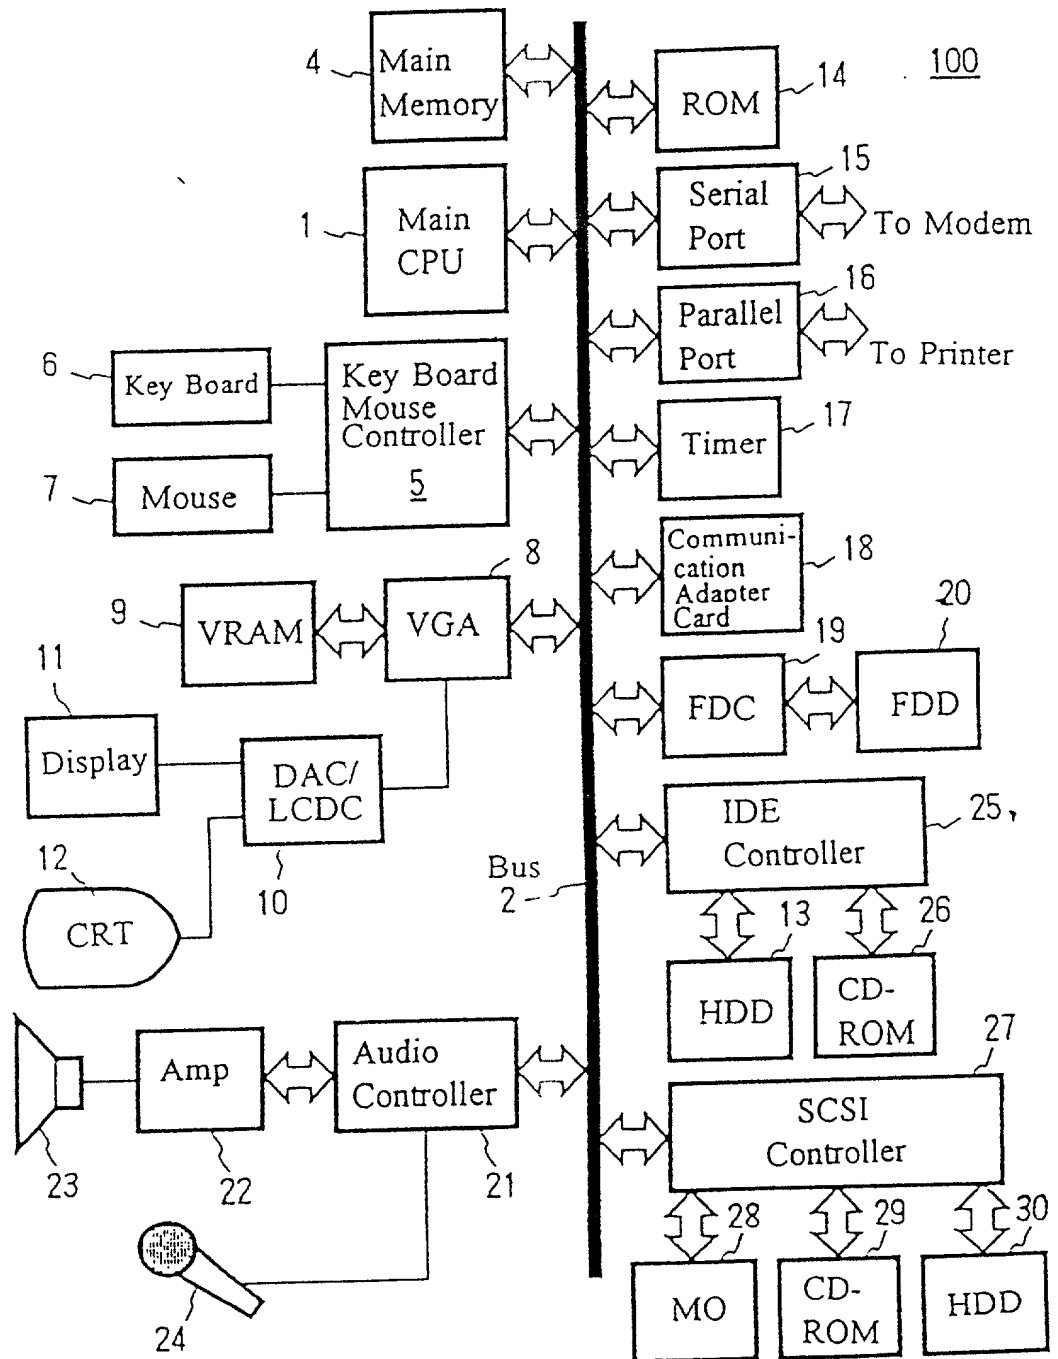 100
4
Main
Memory
1
Main
CPU
6
Key Board
7
Mouse
Key Board
Mouse
Controller
5
8
9
VRAM
VGA
11
Display
DAC/
LCDC
10
12
CRT
Bus
2
Amp
22
23
Audio
Controller
21
24
ROM
14
15
Serial
Port
To Modem
16
Parallel
Port
To Printer
Timer
17
Communi-
cation
Adapter
Card
18
19
FDC
20
FDD
IDE
Controller
25
13
HDD
26
CD-
ROM
27
SCSI
Controller
28
MO
29
CD-
ROM
30
HDD